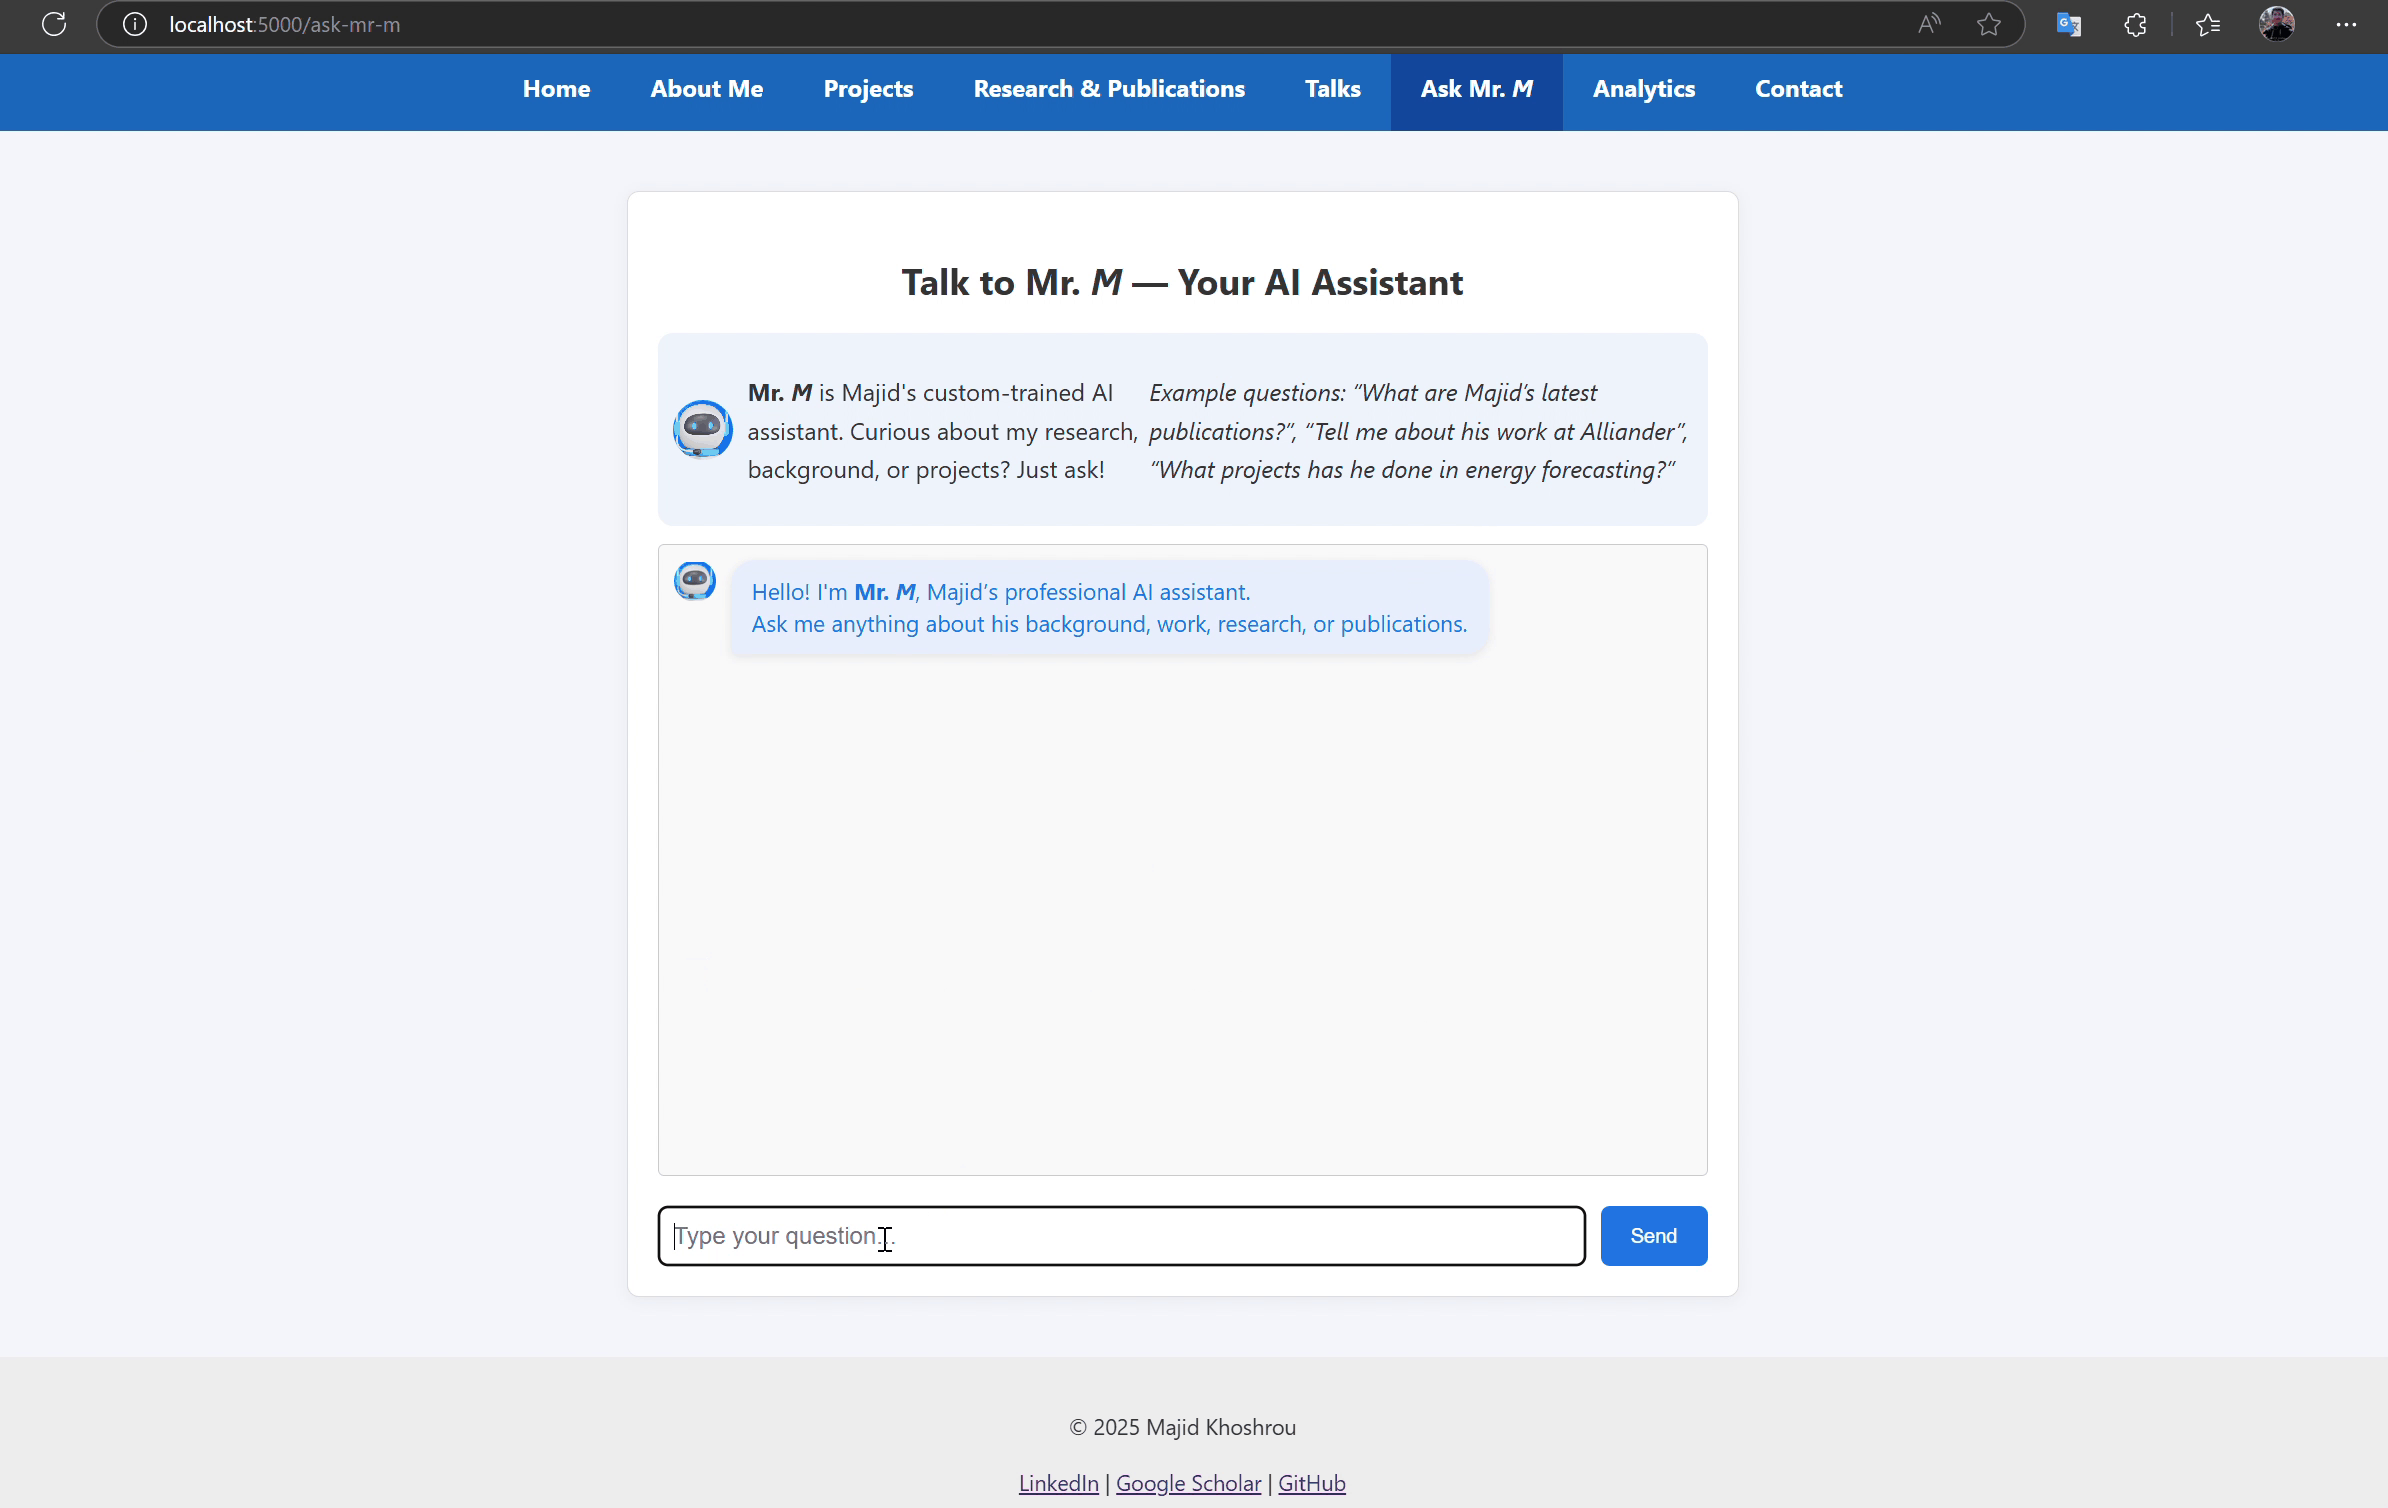 localhost:5000/ask-mr-m
Home About Me Projects Research & Publications Talks Ask Mr. M Analytics Contact
Talk to Mr. M — Your AI Assistant
Mr. M is Majid's custom-trained AI
assistant. Curious about my research,
background, or projects? Just ask!
Example questions: “What are Majid’s latest
publications?”, “Tell me about his work at Alliander”,
“What projects has he done in energy forecasting?”
Hello! I'm Mr. M, Majid’s professional AI assistant.
Ask me anything about his background, work, research, or publications.
Type your question...
Send
© 2025 Majid Khoshrou
LinkedIn | Google Scholar | GitHub